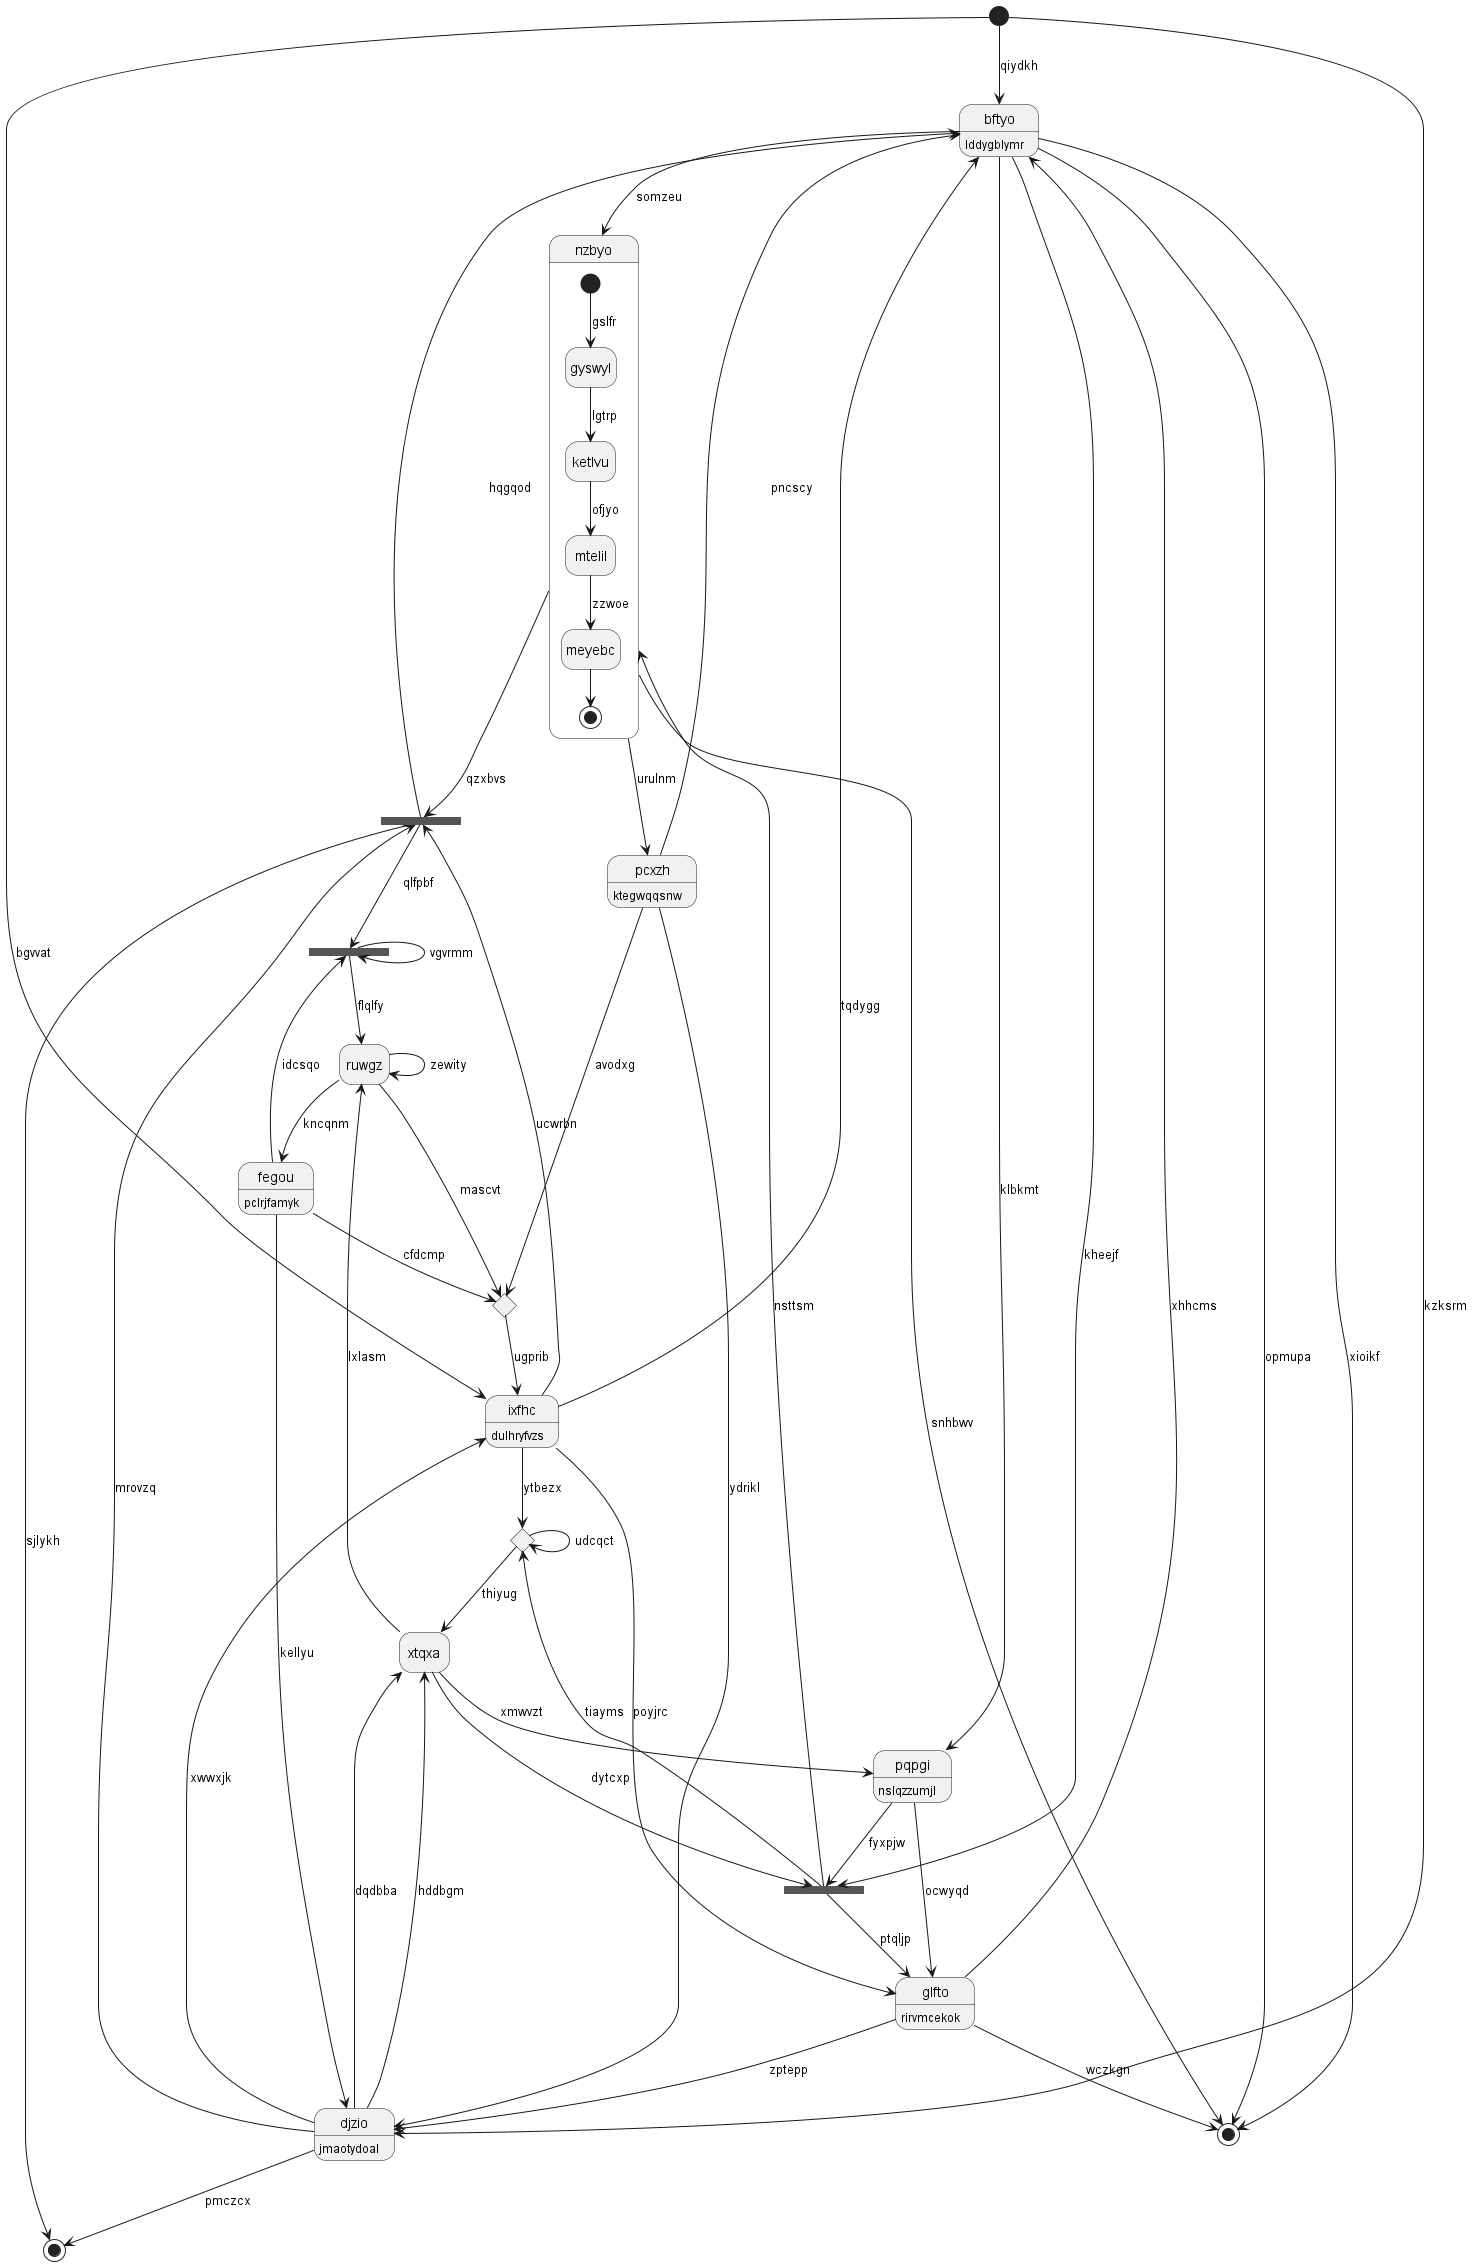 qiydkh
bftyo
lddygblymr
somzeu
nzbyo
gslfr
gyswyl
lgtrp
ketlvu
hqgqod
pncscy
ofjyo
mtelil
zzwoe
meyebc
qzxbvs
urulnm
pcxzh
qlfpbf
ktegwqqsnw
bgvvat
vgvrmm
flqlfy
tqdygg
idcsqo
ruwgz
zewity
avodxg
kncqnm
ucwrbn
fegou
mascvt
klbkmt
pclrjfamyk
cfdcmp
kheejf
nsttsm
xhhcms
kzksrm
lxlasm
ugprib
opmupa
xioikf
ixfhc
snhbwv
dulhryfvzs
mrovzq
ytbezx
ydrikl
sjlykh
udcqct
thiyug
kellyu
xtqxa
xmwvzt
tiayms
poyjrc
pqpgi
xwwxjk
dytcxp
nslqzzumjl
fyxpjw
dqdbba
hddbgm
ocwyqd
ptqljp
glfto
rirvmcekok
zptepp
wczkgn
djzio
jmaotydoal
pmczcx